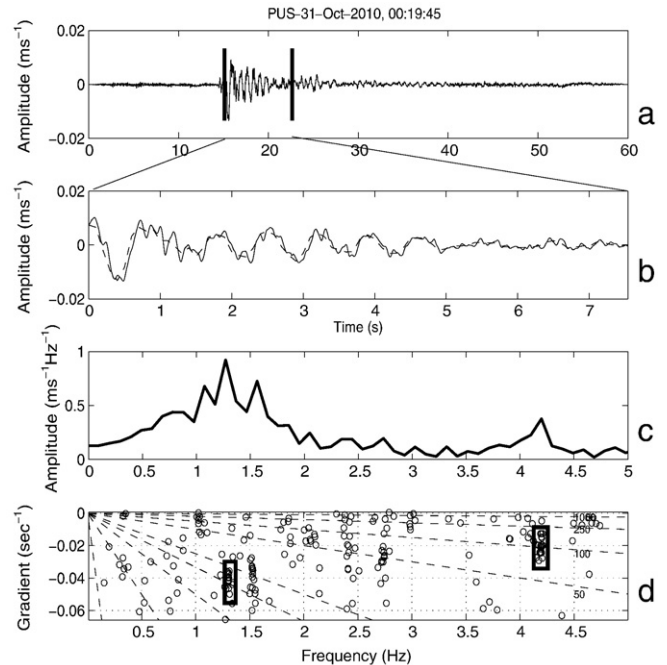 PUS-31-Oct-2010, 00:19:45
Amplitude (ms⁻¹)
0.02
0
-0.02
0 10 20 30 40 50 60
a
Amplitude (ms⁻¹)
0.02
0
-0.02
0 1 2 3 4 5 6 7
Time (s)
b
Amplitude (ms⁻¹Hz⁻¹)
1
0.5
0
0 0.5 1 1.5 2 2.5 3 3.5 4 4.5 5
c
Gradient (sec⁻¹)
0
-0.02
-0.04
-0.06
250
100
50
0.5 1 1.5 2 2.5 3 3.5 4 4.5
Frequency (Hz)
d